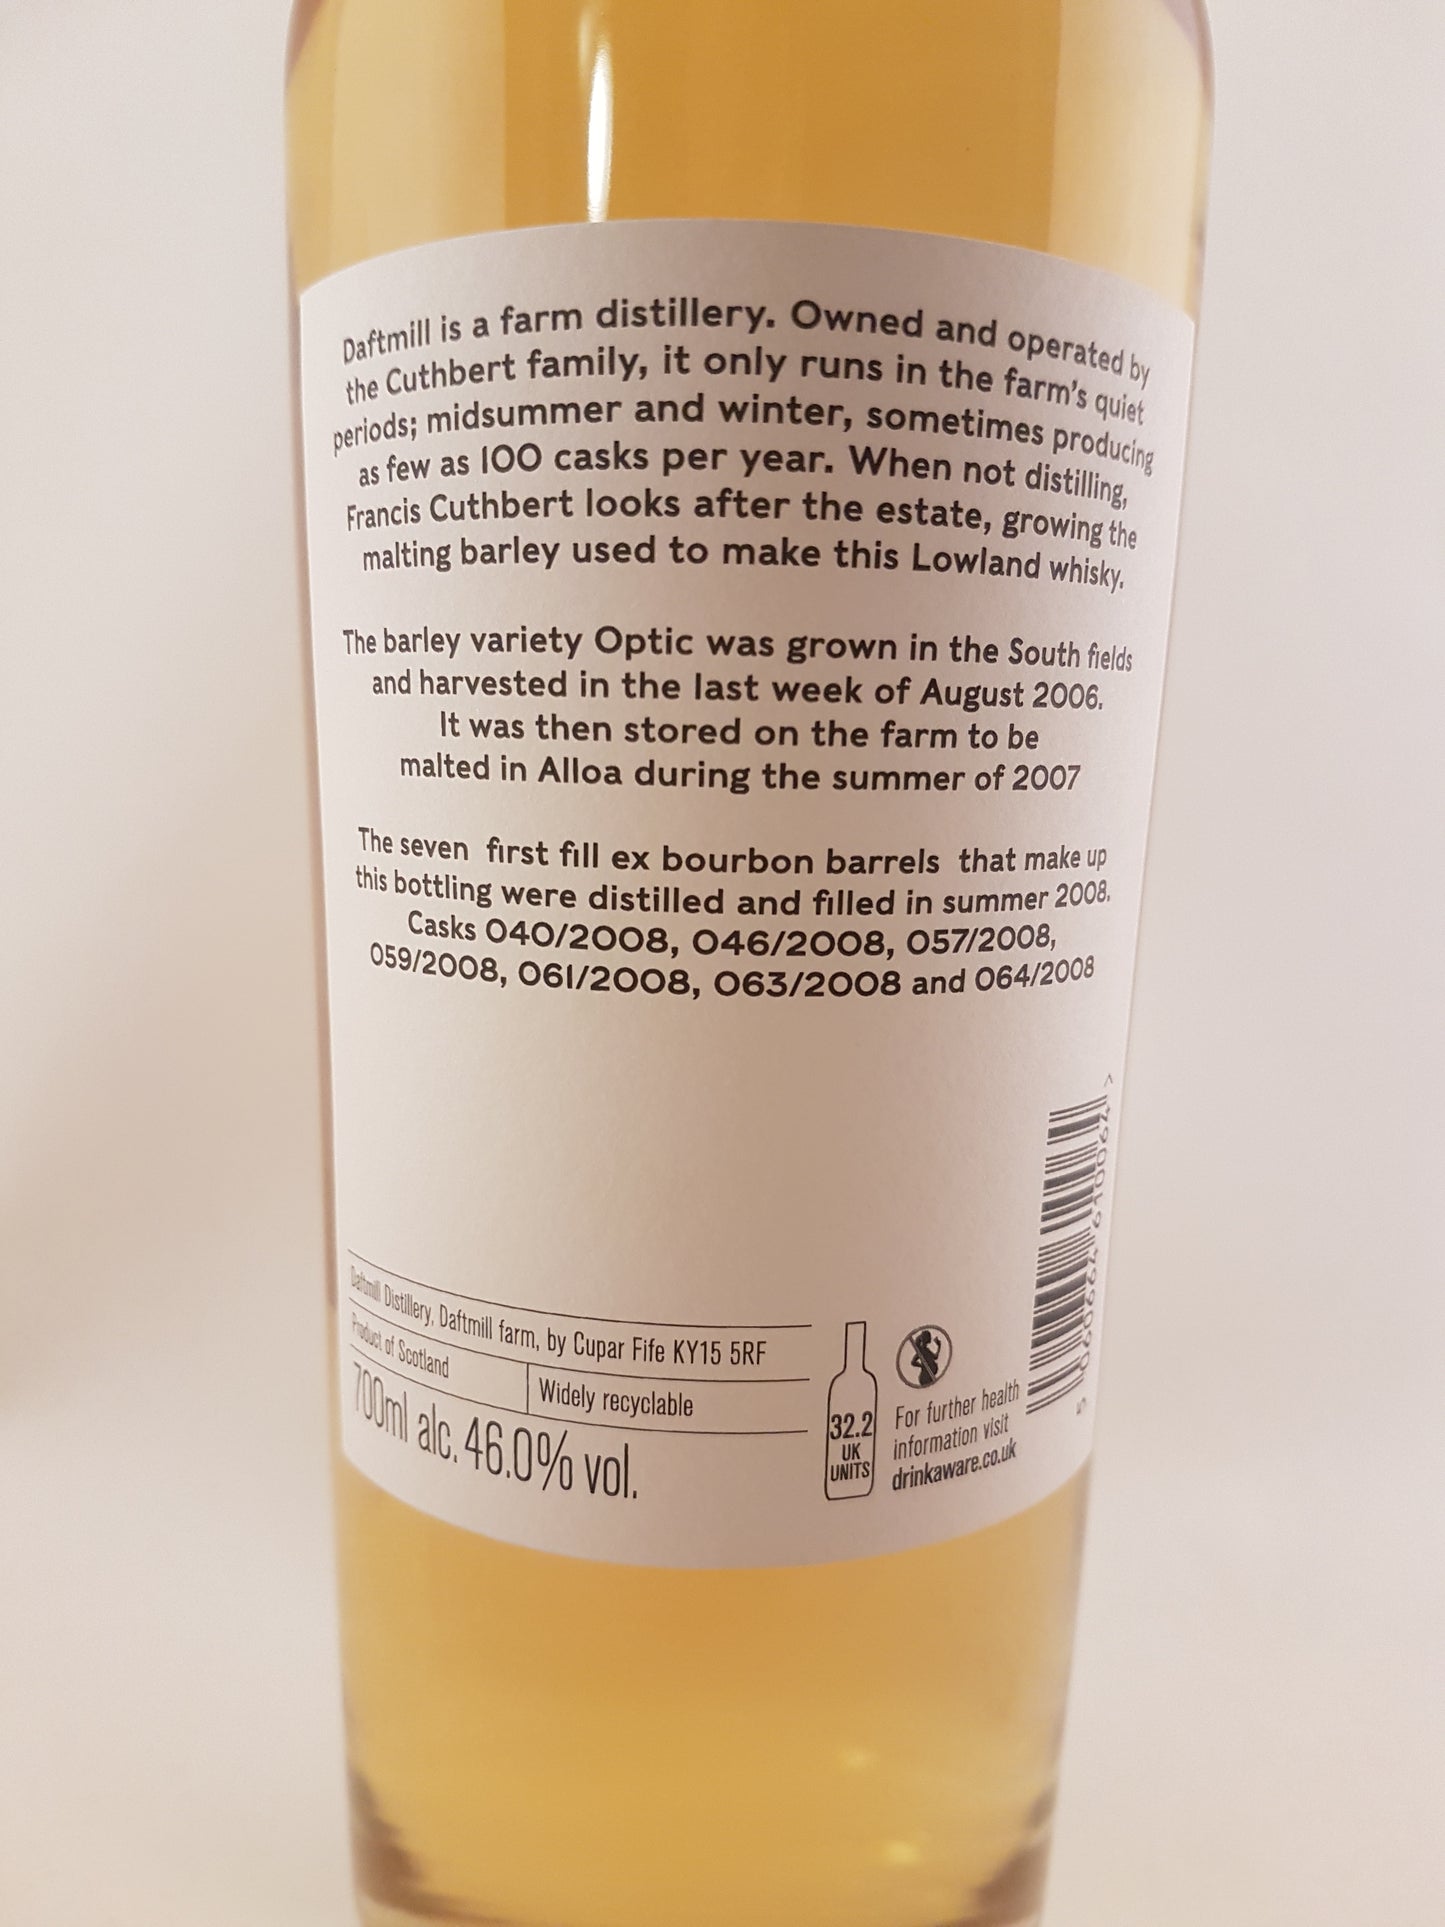 Daftmill is a farm distillery. Owned and operated by
the Cuthbert family, it only runs in the farm's quiet
periods; midsummer and winter, sometimes producing
as few as 100 casks per year. When not distilling,
Francis Cuthbert looks after the estate, growing the
malting barley used to make this Lowland whisky.
The barley variety Optic was grown in the South fields
and harvested in the last week of August 2006.
It was then stored on the farm to be
malted in Alloa during the summer of 2007
The seven first fill ex bourbon barrels that make up
this bottling were distilled and filled in summer 2008.
Casks 040/2008, 046/2008, 057/2008,
059/2008, 061/2008, 063/2008 and 064/2008
Daftmill Distillery, Daftmill farm, by Cupar Fife KY15 5RF
Product of Scotland
Widely recyclable
700ml alc. 46.0% vol.
32.2
UK
UNITS
For further health
information visit
drinkaware.co.uk
5 060664 610064 >